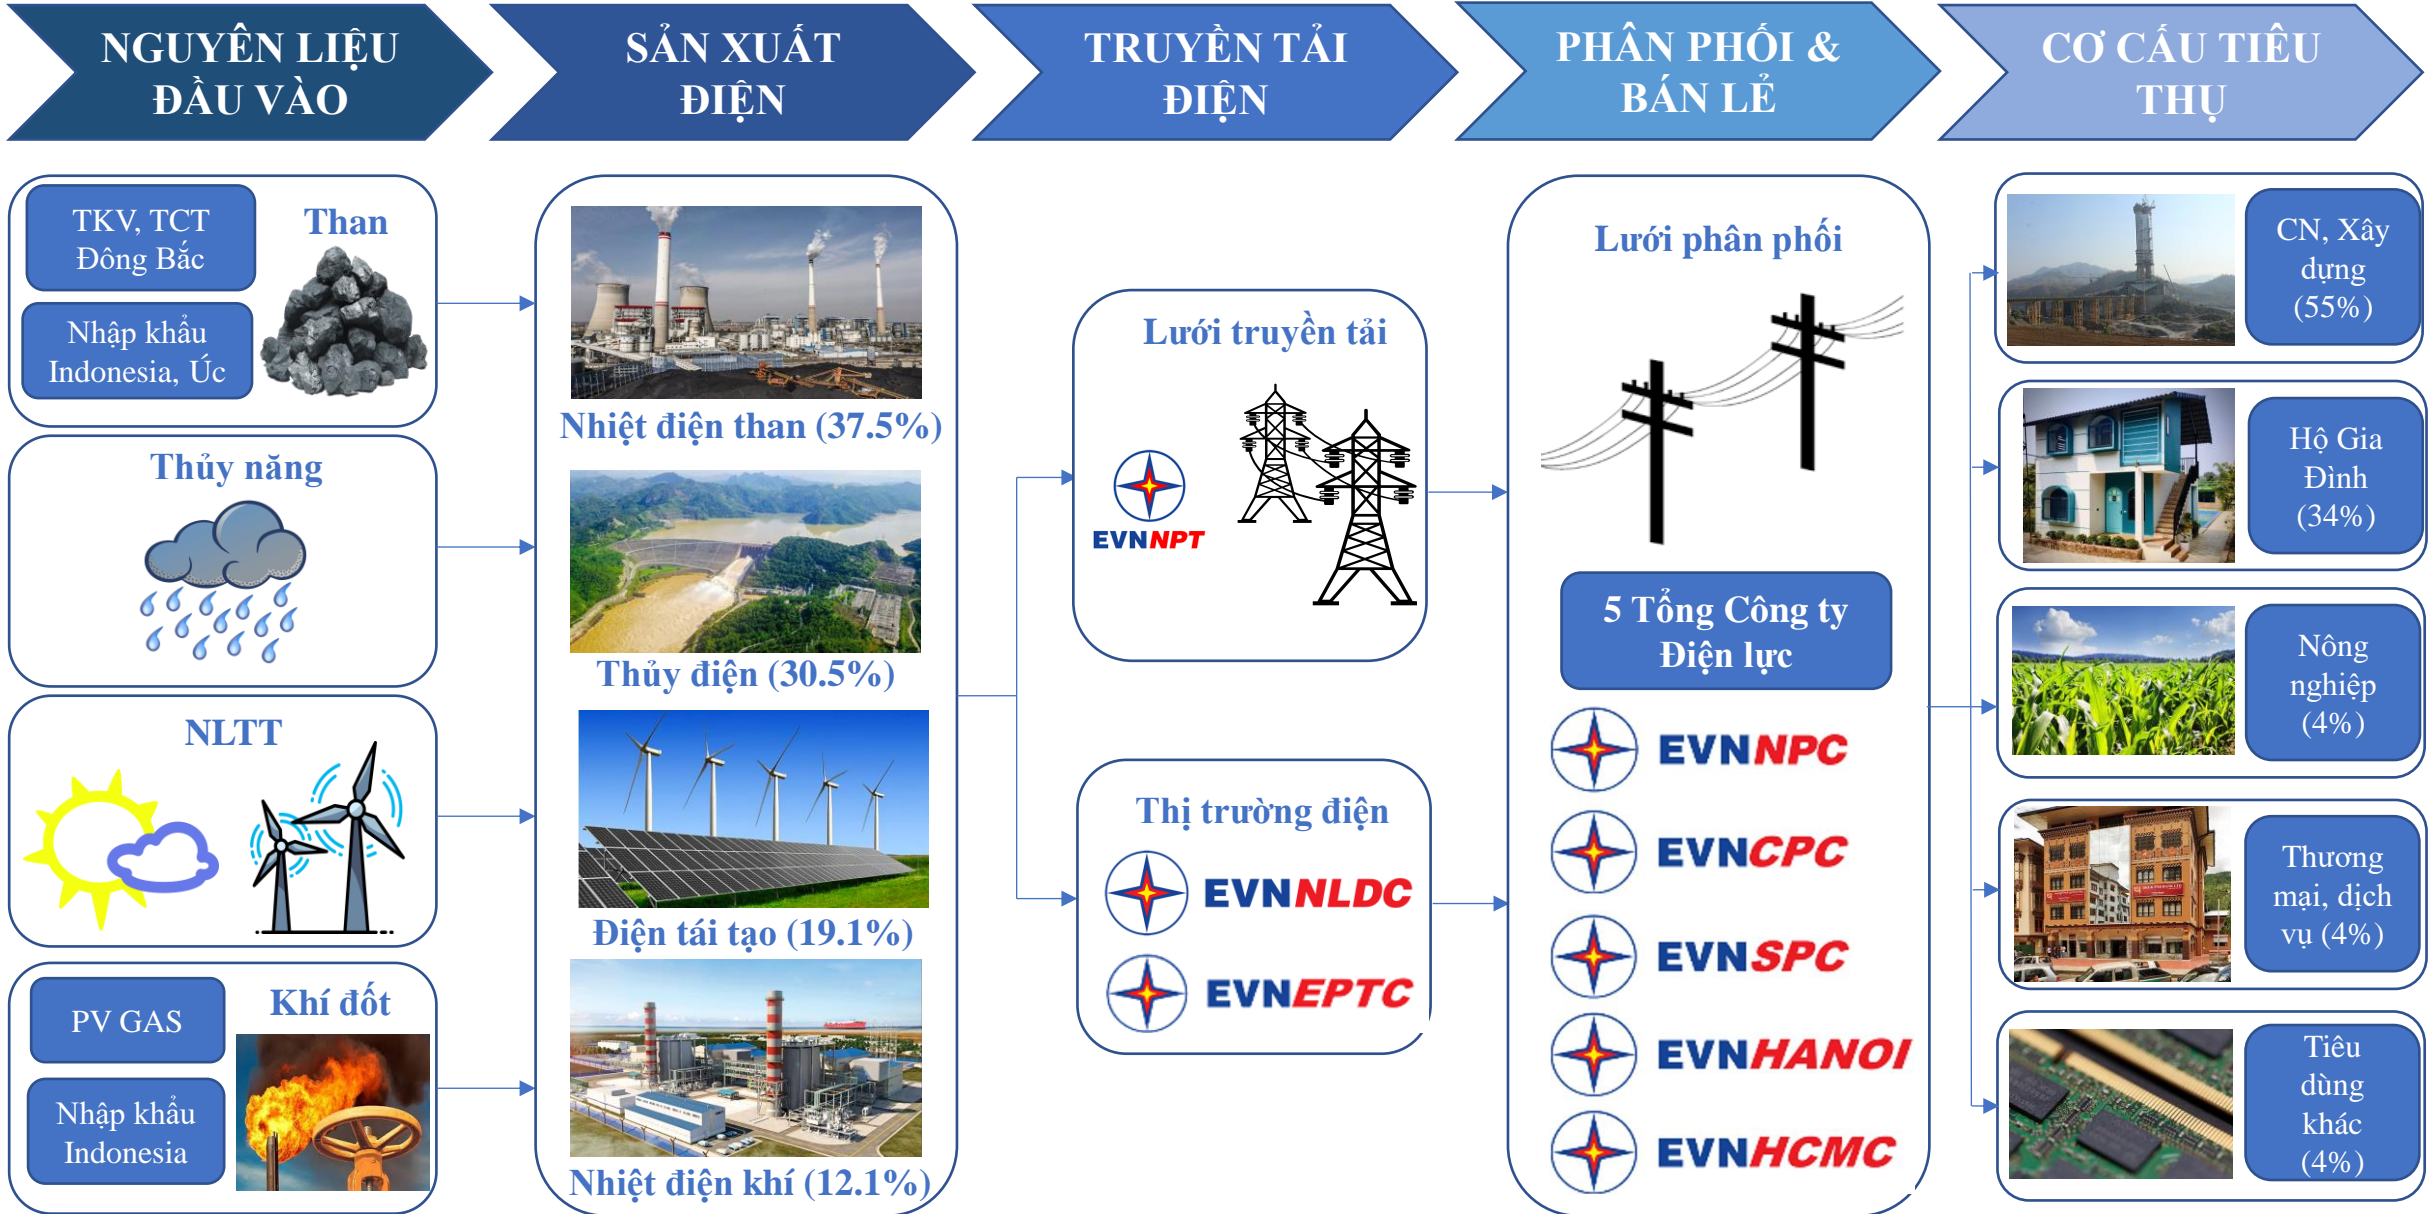 NGUYÊN LIỆU
ĐẦU VÀO
SẢN XUẤT
ĐIỆN
TRUYỀN TẢI
ĐIỆN
PHÂN PHỐI &
BÁN LẺ
CƠ CẤU TIÊU
THỤ
TKV, TCT
Đông Bắc
Than
Nhập khẩu
Indonesia, Úc
Thủy năng
NLTT
PV GAS
Khí đốt
Nhập khẩu
Indonesia
Nhiệt điện than (37.5%)
Thủy điện (30.5%)
Điện tái tạo (19.1%)
Nhiệt điện khí (12.1%)
Lưới truyền tải
EVNNPT
Thị trường điện
EVNNLDC
EVNEPTC
Lưới phân phối
5 Tổng Công ty
Điện lực
EVNNPC
EVNCPC
EVNSPC
EVNHANOI
EVNHCMC
CN, Xây
dựng
(55%)
Hộ Gia
Đình
(34%)
Nông
nghiệp
(4%)
Thương
mại, dịch
vụ (4%)
Tiêu
dùng
khác
(4%)